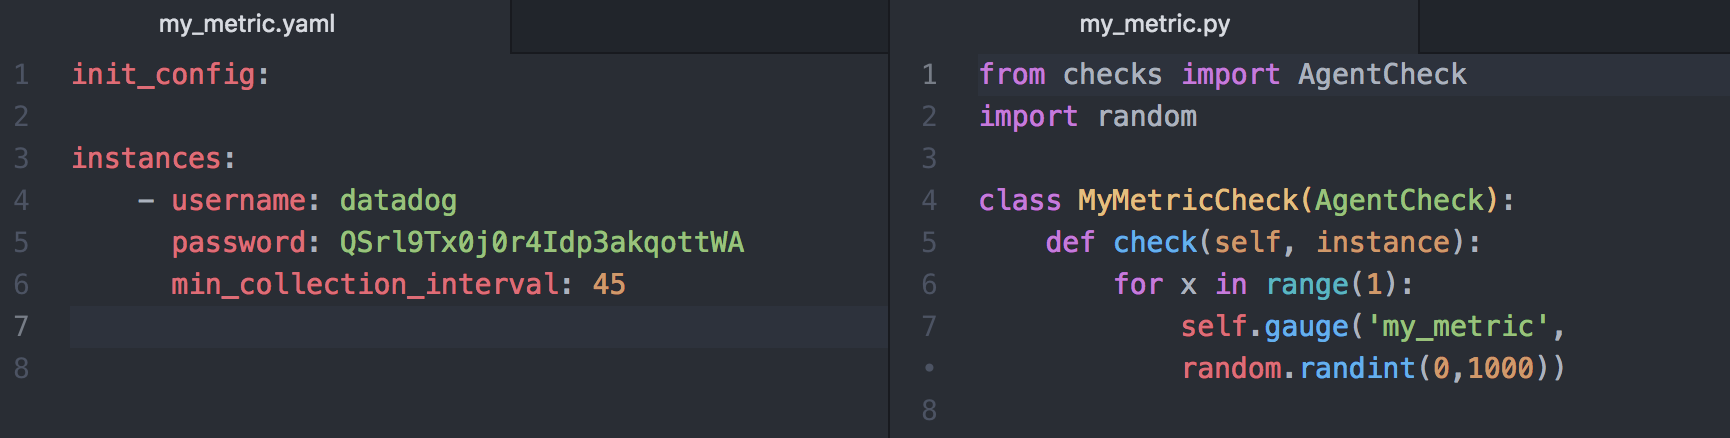 my_metric.yaml
1 init_config:
2
3 instances:
4     - username: datadog
5       password: QSrl9Tx0j0r4Idp3akqottWA
6       min_collection_interval: 45
7
8
my_metric.py
1 from checks import AgentCheck
2 import random
3
4 class MyMetricCheck(AgentCheck):
5     def check(self, instance):
6         for x in range(1):
7             self.gauge('my_metric',
•             random.randint(0,1000))
8